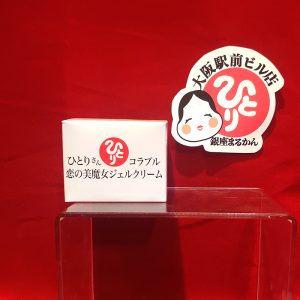 大阪駅前ビル店
ひとり
銀座まるかん
ひとりさん ひとり コラブル
恋の美魔女ジェルクリーム